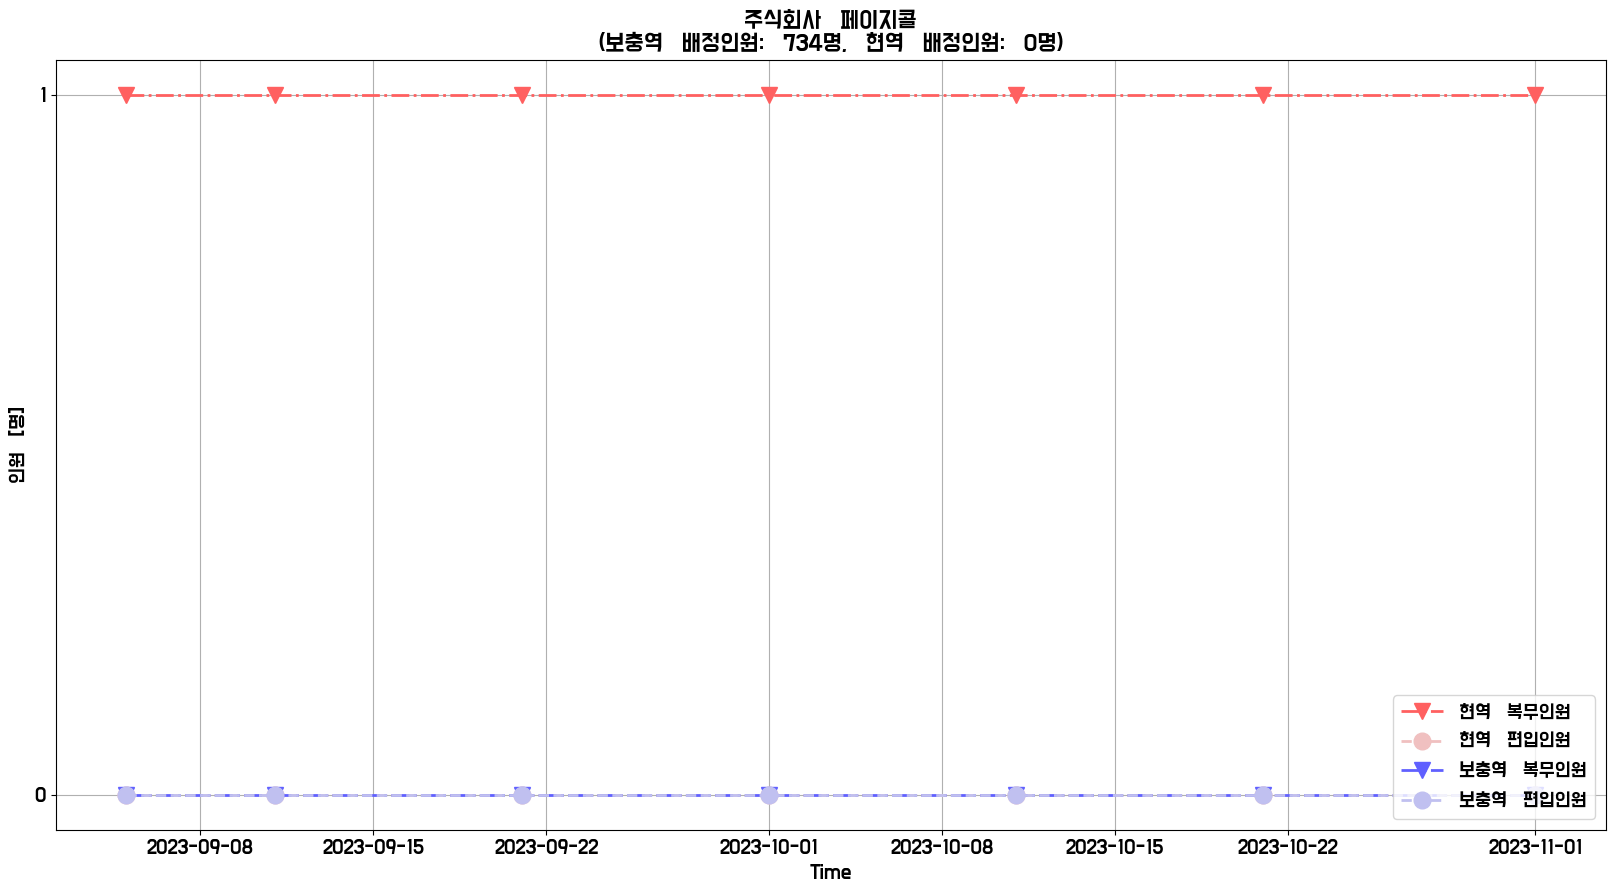 주식회사 페이지콜
(보충역 배정인원: 734명, 현역 배정인원: 0명)
1
0
인원 [명]
2023-09-08 2023-09-15 2023-09-22 2023-10-01 2023-10-08 2023-10-15 2023-10-22 2023-11-01
Time
현역 복무인원
현역 편입인원
보충역 복무인원
보충역 편입인원